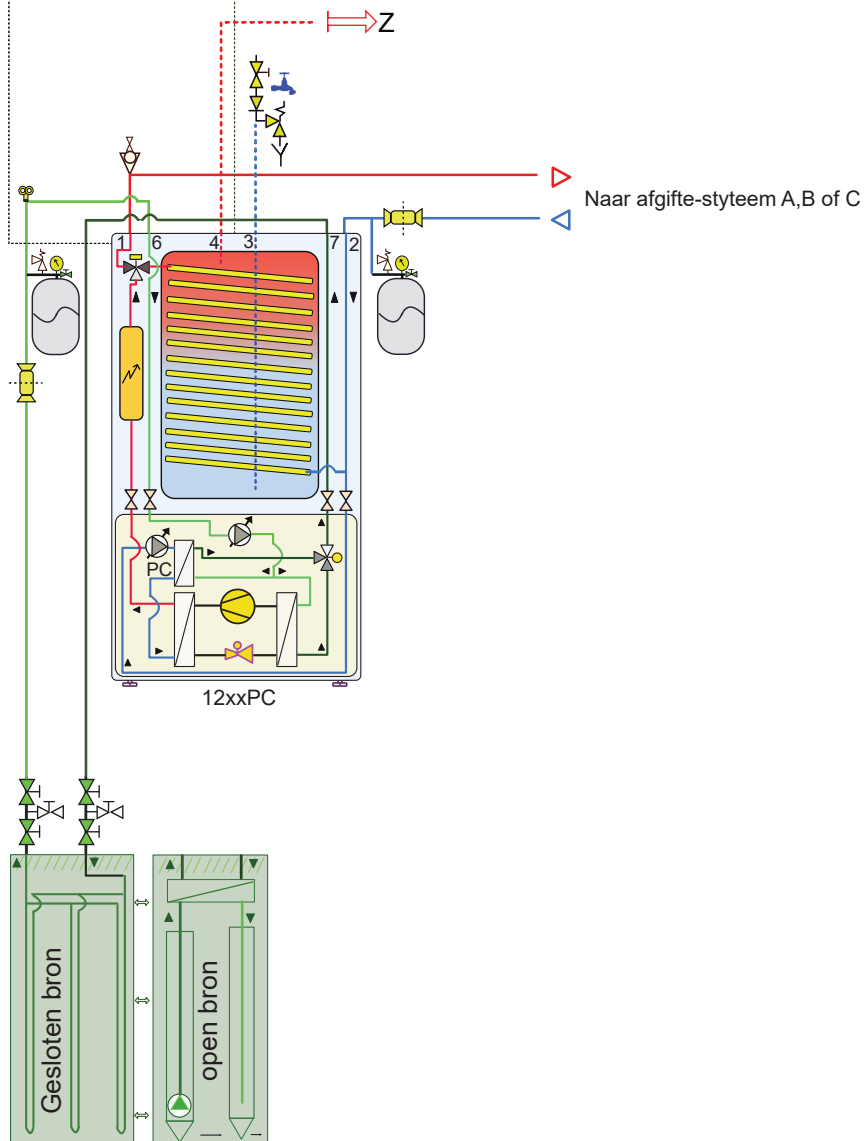 Z
Naar afgifte-styteem A,B of C
1 6 4 3 7 2
PC
12xxPC
Gesloten bron
open bron